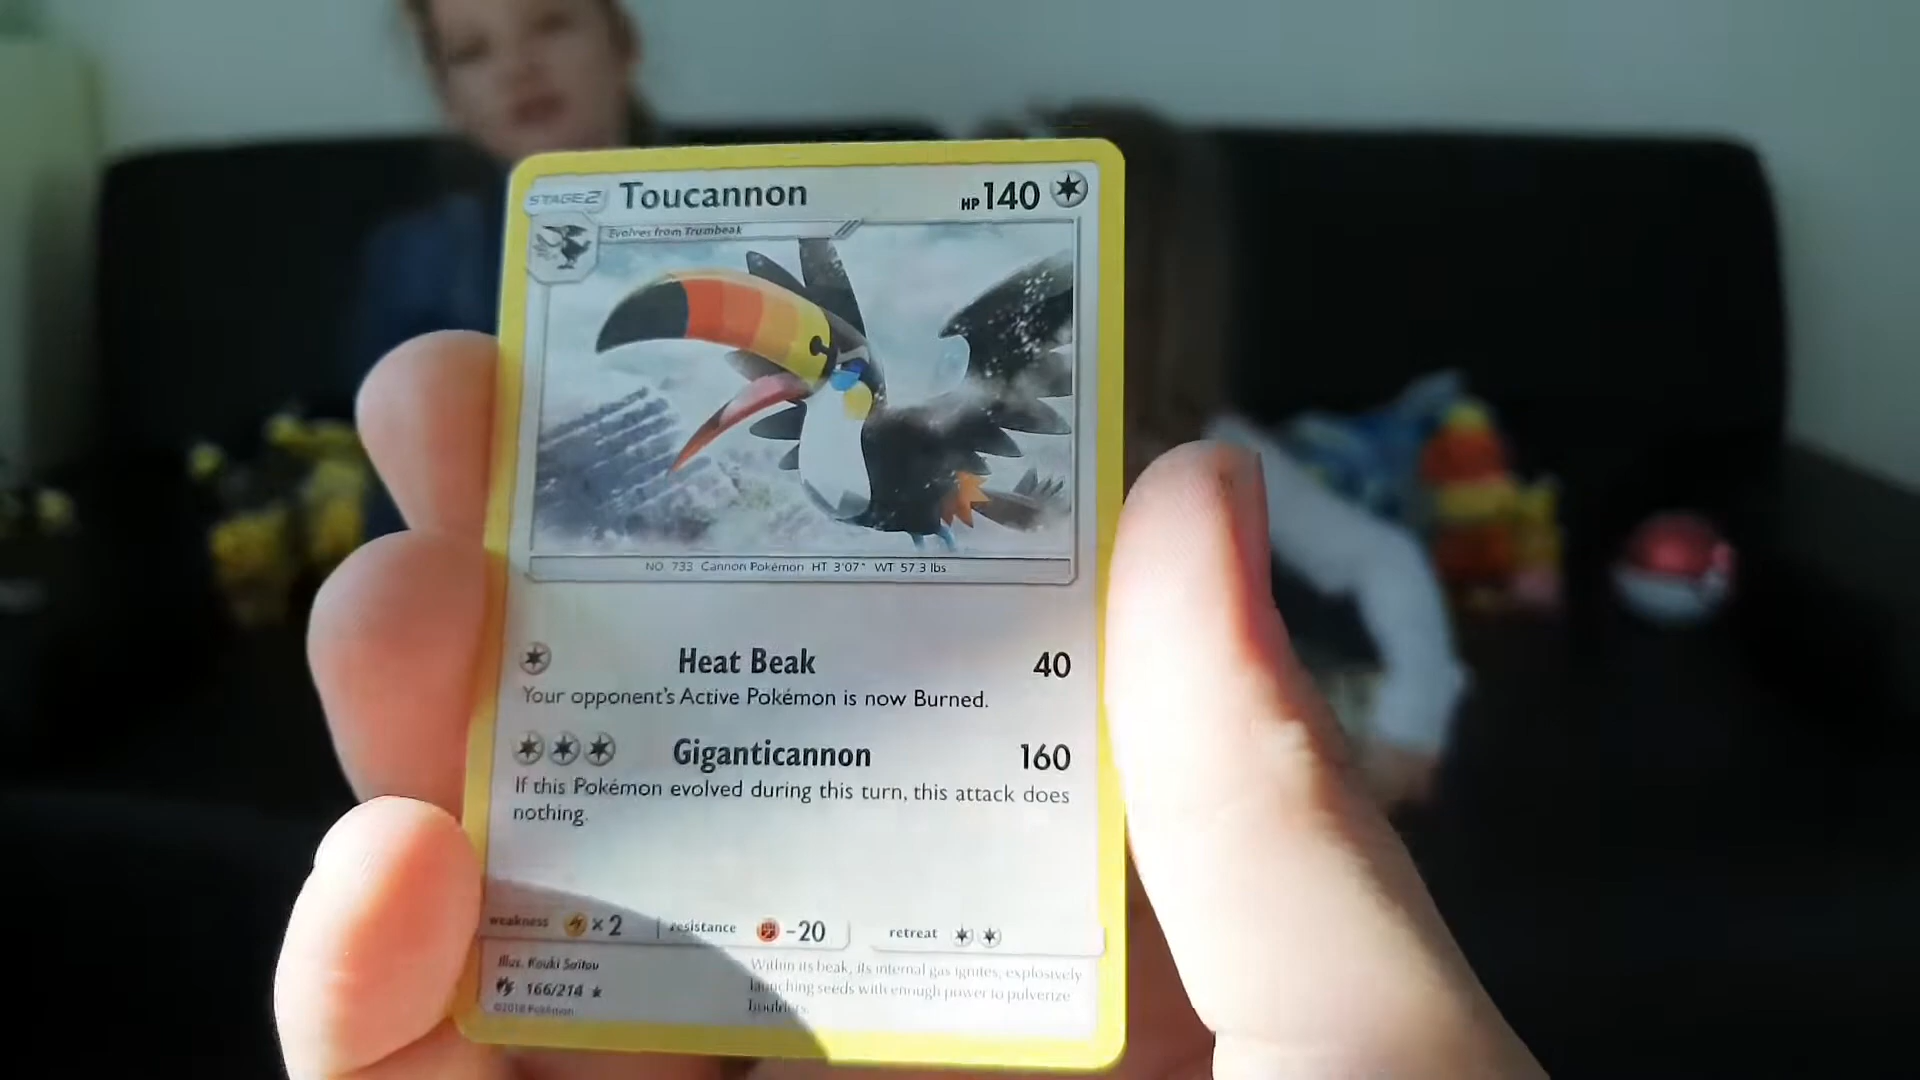 STAGE2 Toucannon HP140
Evolves from Trumbeak
NO. 733 Cannon Pokémon HT 3'07" WT 57.3 lbs
Heat Beak 40
Your opponent's Active Pokémon is now Burned.
Giganticannon 160
If this Pokémon evolved during this turn, this attack does
nothing.
weakness ×2 resistance -20 retreat
Illus. Kouki Saitou
166/214 ★
©2018 Pokémon
Within its beak, its internal gas ignites, explosively
launching seeds with enough power to pulverize
boulders.